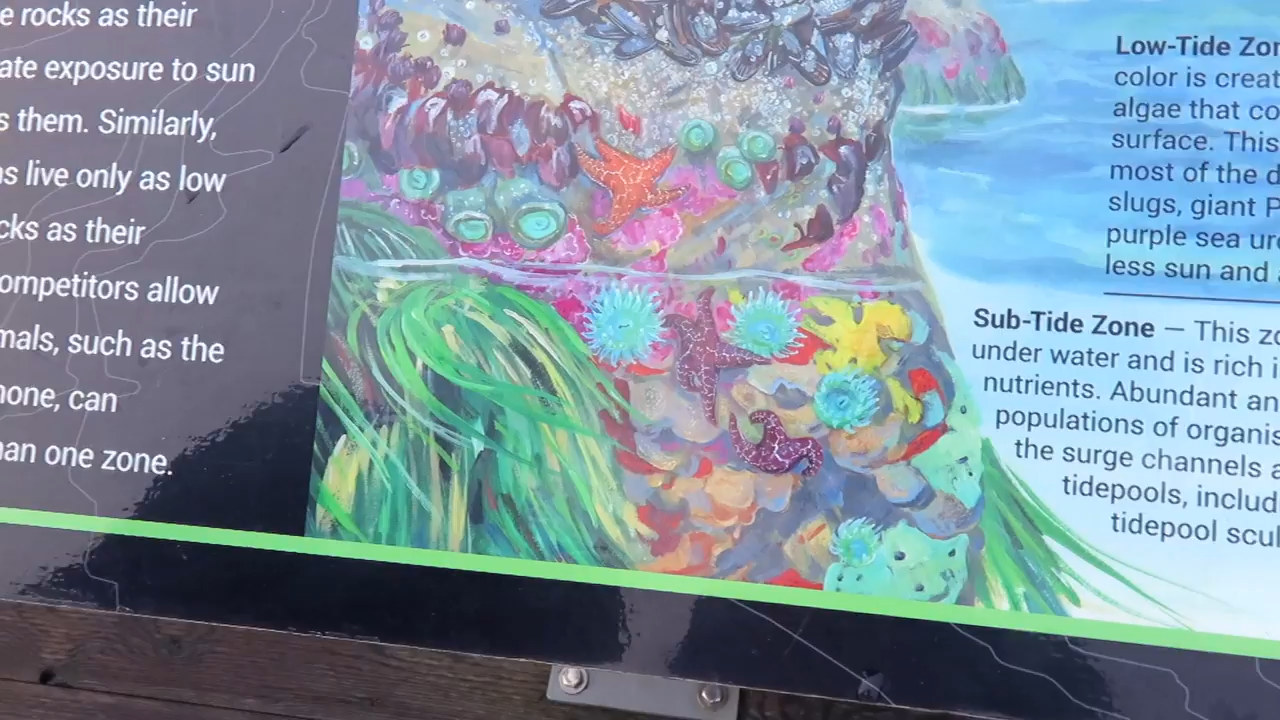 e rocks as their
ate exposure to sun
s them. Similarly,
s live only as low
cks as their
ompetitors allow
mals, such as the
none, can
an one zone.
Low-Tide Zon
color is creat
algae that co
surface. This
most of the d
slugs, giant P
purple sea urc
less sun and
Sub-Tide Zone — This zo
under water and is rich i
nutrients. Abundant an
populations of organis
the surge channels a
tidepools, includ
tidepool scul